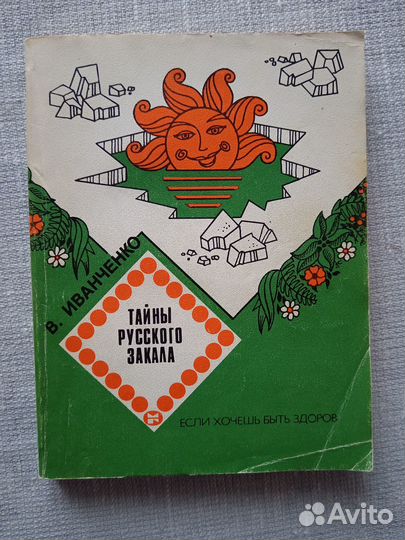 В. ИВАНЧЕНКО
ТАЙНЫ
РУССКОГО
ЗАКАЛА
ЕСЛИ ХОЧЕШЬ БЫТЬ ЗДОРОВ
Avito